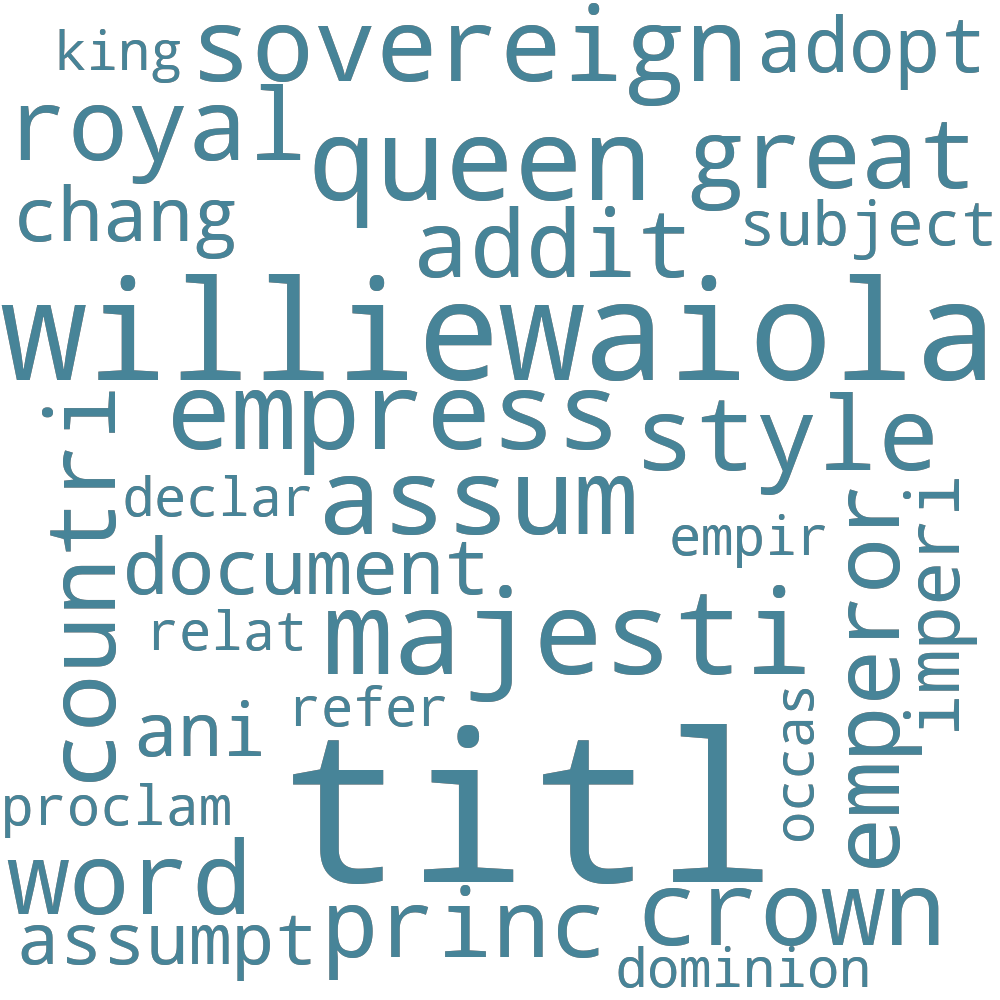 king sovereign adopt
royal queen great
chang addit subject
williewaiola
empress style
countri declar assum emperor imperi
document empir
relat majesti
ani refer occas
proclam titl
word princ crown
assumpt dominion